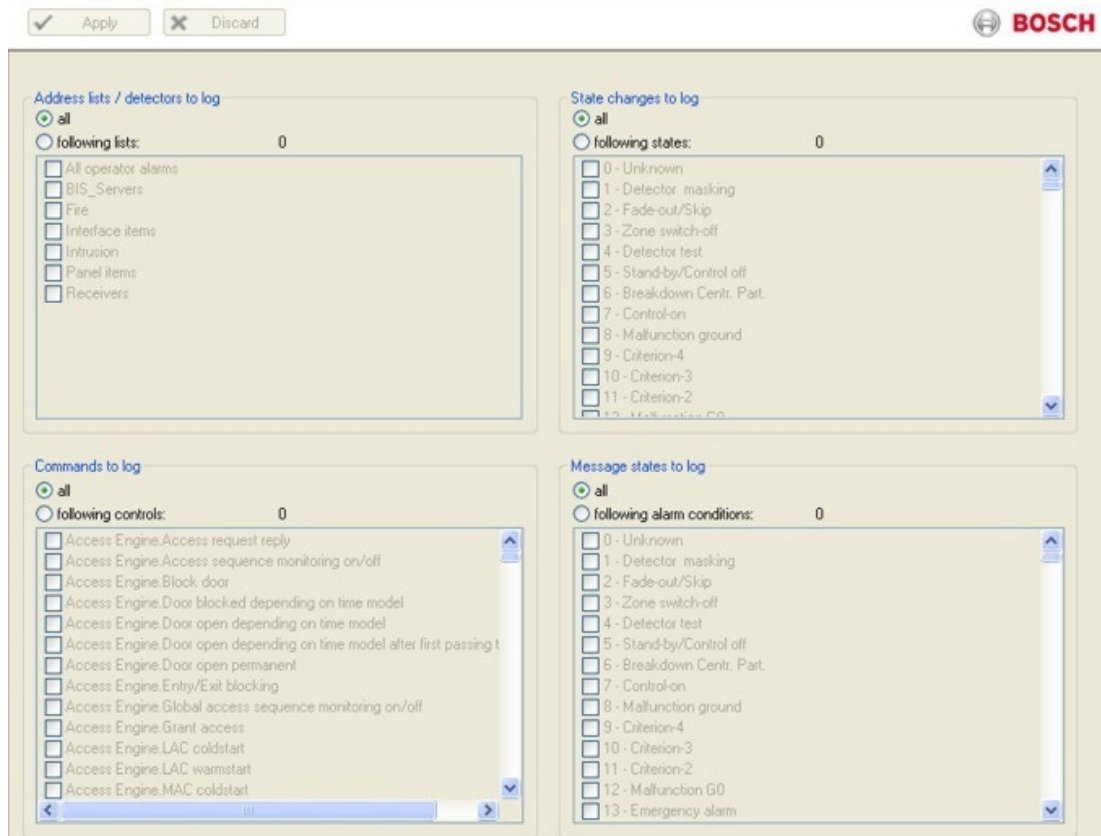 Apply
Discard
BOSCH
Address lists / detectors to log
all
following lists: 0
All operator alarms
BIS_Servers
Fire
Interface items
Intrusion
Panel items
Receivers
State changes to log
all
following states: 0
0 - Unknown
1 - Detector masking
2 - Fade-out/Skip
3 - Zone switch-off
4 - Detector test
5 - Stand-by/Control off
6 - Breakdown Centr. Part.
7 - Control-on
8 - Malfunction ground
9 - Criterion-4
10 - Criterion-3
11 - Criterion-2
12 - Malfunction G0
Commands to log
all
following controls: 0
Access Engine.Access request reply
Access Engine.Access sequence monitoring on/off
Access Engine.Block door
Access Engine.Door blocked depending on time model
Access Engine.Door open depending on time model
Access Engine.Door open depending on time model after first passing t
Access Engine.Door open permanent
Access Engine.Entry/Exit blocking
Access Engine.Global access sequence monitoring on/off
Access Engine.Grant access
Access Engine.LAC coldstart
Access Engine.LAC warmstart
Access Engine.MAC coldstart
Message states to log
all
following alarm conditions: 0
0 - Unknown
1 - Detector masking
2 - Fade-out/Skip
3 - Zone switch-off
4 - Detector test
5 - Stand-by/Control off
6 - Breakdown Centr. Part.
7 - Control-on
8 - Malfunction ground
9 - Criterion-4
10 - Criterion-3
11 - Criterion-2
12 - Malfunction G0
13 - Emergency alarm